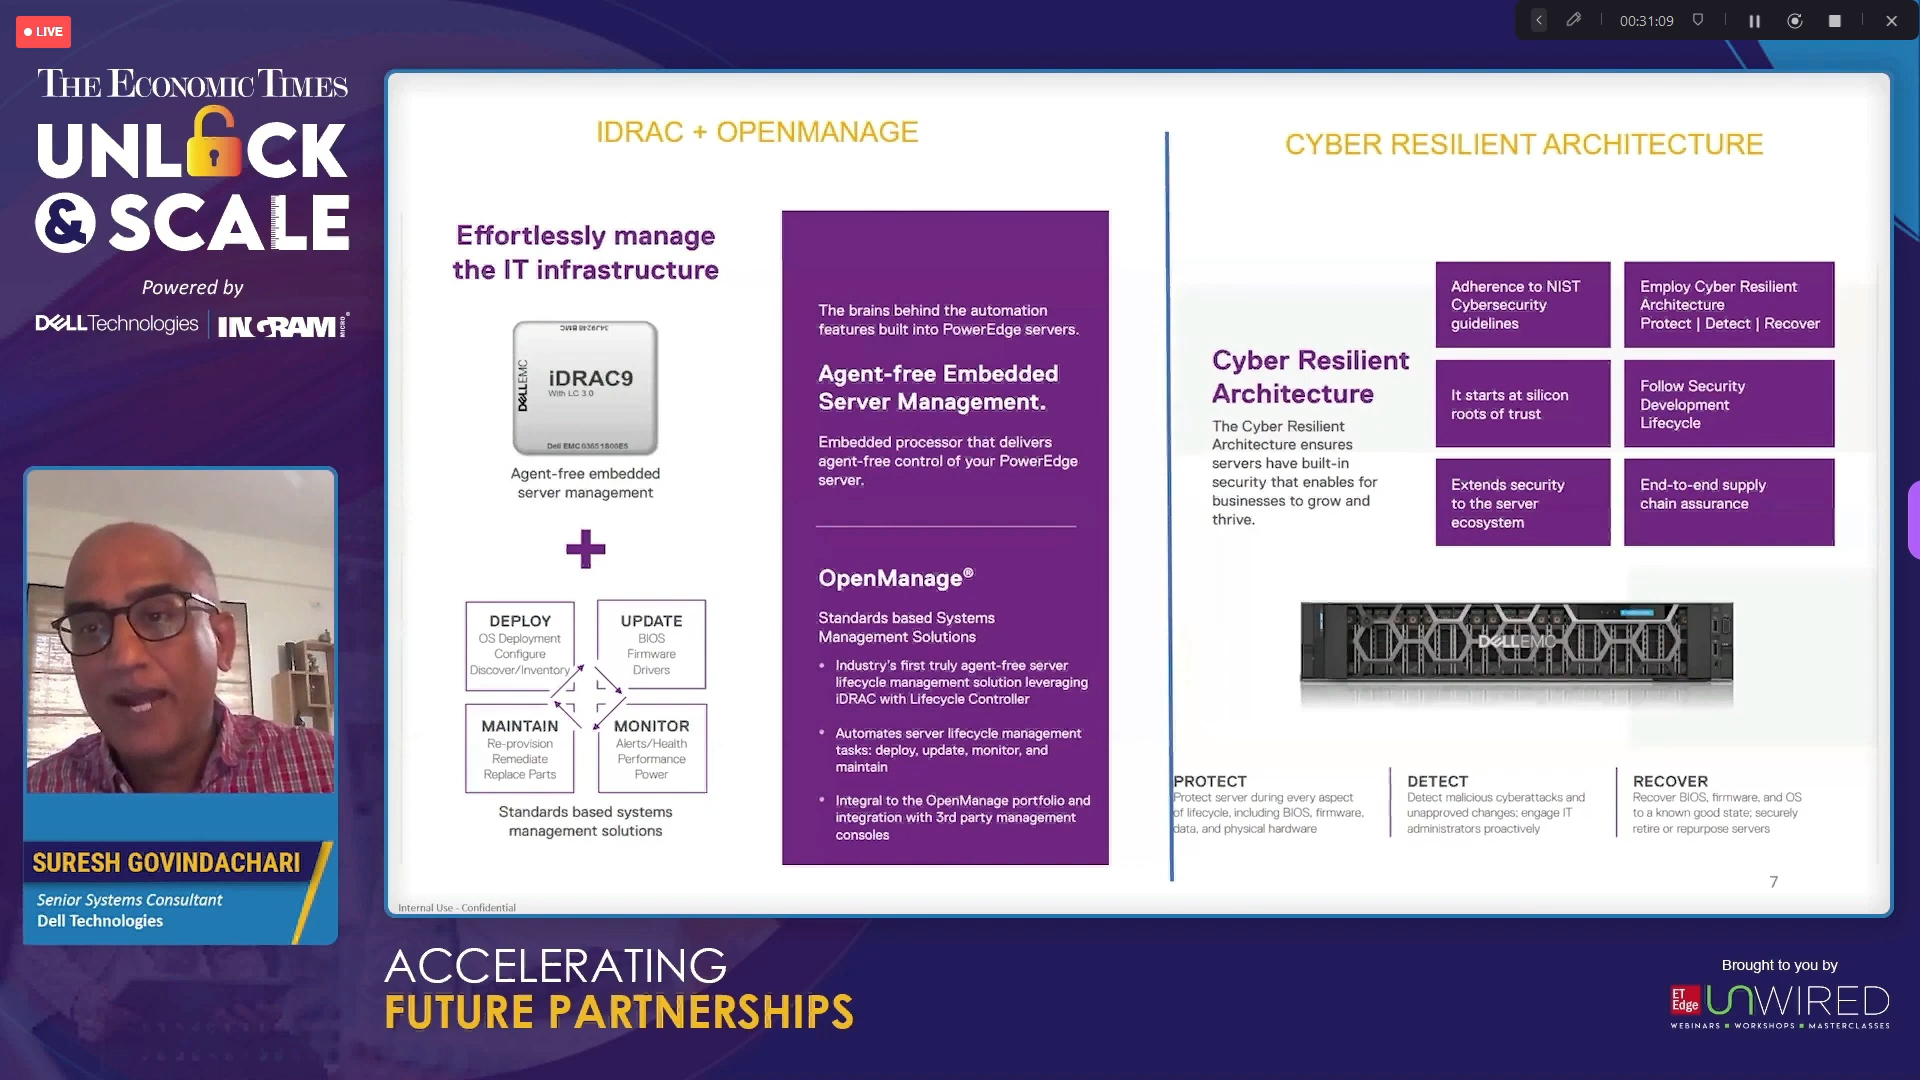 LIVE
00:31:09
THE ECONOMIC TIMES
UNLOCK
& SCALE
Powered by
DELL Technologies
INGRAM MICRO
IDRAC + OPENMANAGE
Effortlessly manage
the IT infrastructure
DELL EMC
iDRAC9
With LC 3.0
Dell EMC 0365 1800E5
Agent-free embedded
server management
DEPLOY
OS Deployment
Configure
Discover/Inventory
UPDATE
BIOS
Firmware
Drivers
MAINTAIN
Re-provision
Remediate
Replace Parts
MONITOR
Alerts/Health
Performance
Power
Standards based systems
management solutions
The brains behind the automation
features built into PowerEdge servers.
Agent-free Embedded
Server Management.
Embedded processor that delivers
agent-free control of your PowerEdge
server.
OpenManage®
Standards based Systems
Management Solutions
• Industry's first truly agent-free server
lifecycle management solution leveraging
iDRAC with Lifecycle Controller
• Automates server lifecycle management
tasks: deploy, update, monitor, and
maintain
• Integral to the OpenManage portfolio and
integration with 3rd party management
consoles
CYBER RESILIENT ARCHITECTURE
Cyber Resilient
Architecture
The Cyber Resilient
Architecture ensures
servers have built-in
security that enables for
businesses to grow and
thrive.
Adherence to NIST
Cybersecurity
guidelines
Employ Cyber Resilient
Architecture
Protect | Detect | Recover
It starts at silicon
roots of trust
Follow Security
Development
Lifecycle
Extends security
to the server
ecosystem
End-to-end supply
chain assurance
DELL EMC
PROTECT
Protect server during every aspect
of lifecycle, including BIOS, firmware,
data, and physical hardware
DETECT
Detect malicious cyberattacks and
unapproved changes; engage IT
administrators proactively
RECOVER
Recover BIOS, firmware, and OS
to a known good state; securely
retire or repurpose servers
7
Internal Use - Confidential
SURESH GOVINDACHARI
Senior Systems Consultant
Dell Technologies
ACCELERATING
FUTURE PARTNERSHIPS
Brought to you by
ET Edge
UNWIRED
WEBINARS ▪ WORKSHOPS ▪ MASTERCLASSES